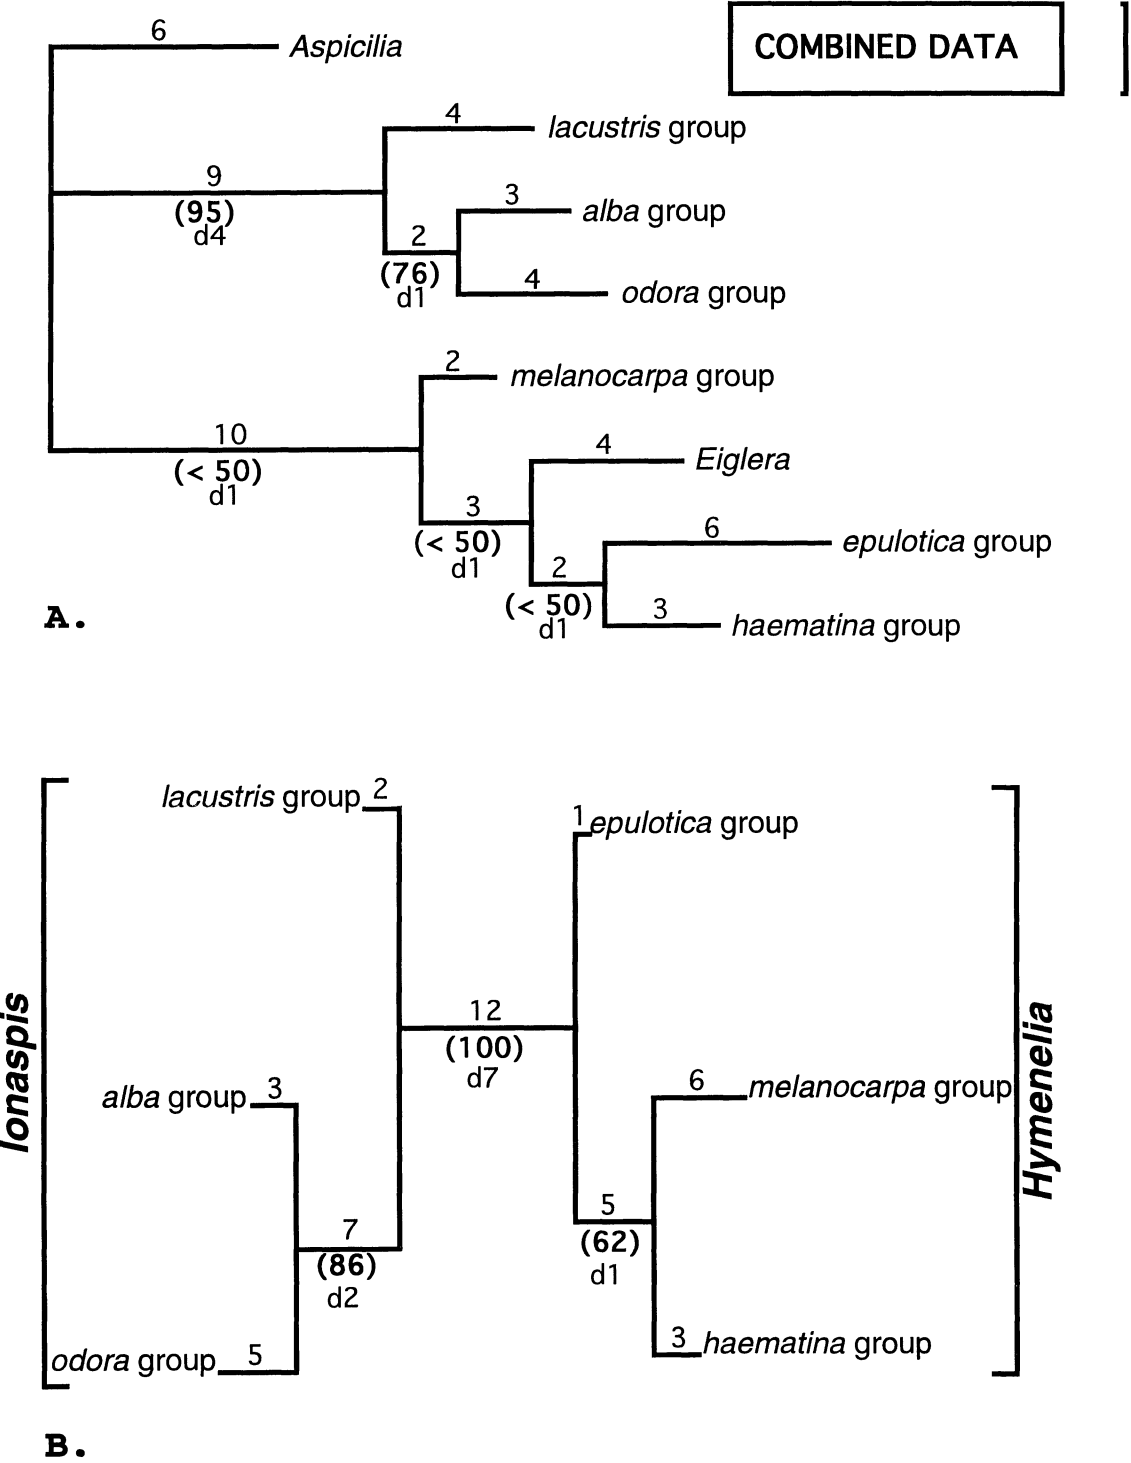 6
Aspicilia
COMBINED DATA
4
lacustris group
9
(95)
d4
3
alba group
2
(76)
d1
4
odora group
2
melanocarpa group
10
(< 50)
d1
4
Eiglera
3
(< 50)
d1
6
epulotica group
2
(< 50)
d1
3
haematina group
A.
lacustris group 2
1 epulotica group
Ionaspis
12
(100)
d7
Hymenelia
alba group 3
6 melanocarpa group
7
(86)
d2
5
(62)
d1
odora group 5
3 haematina group
B.